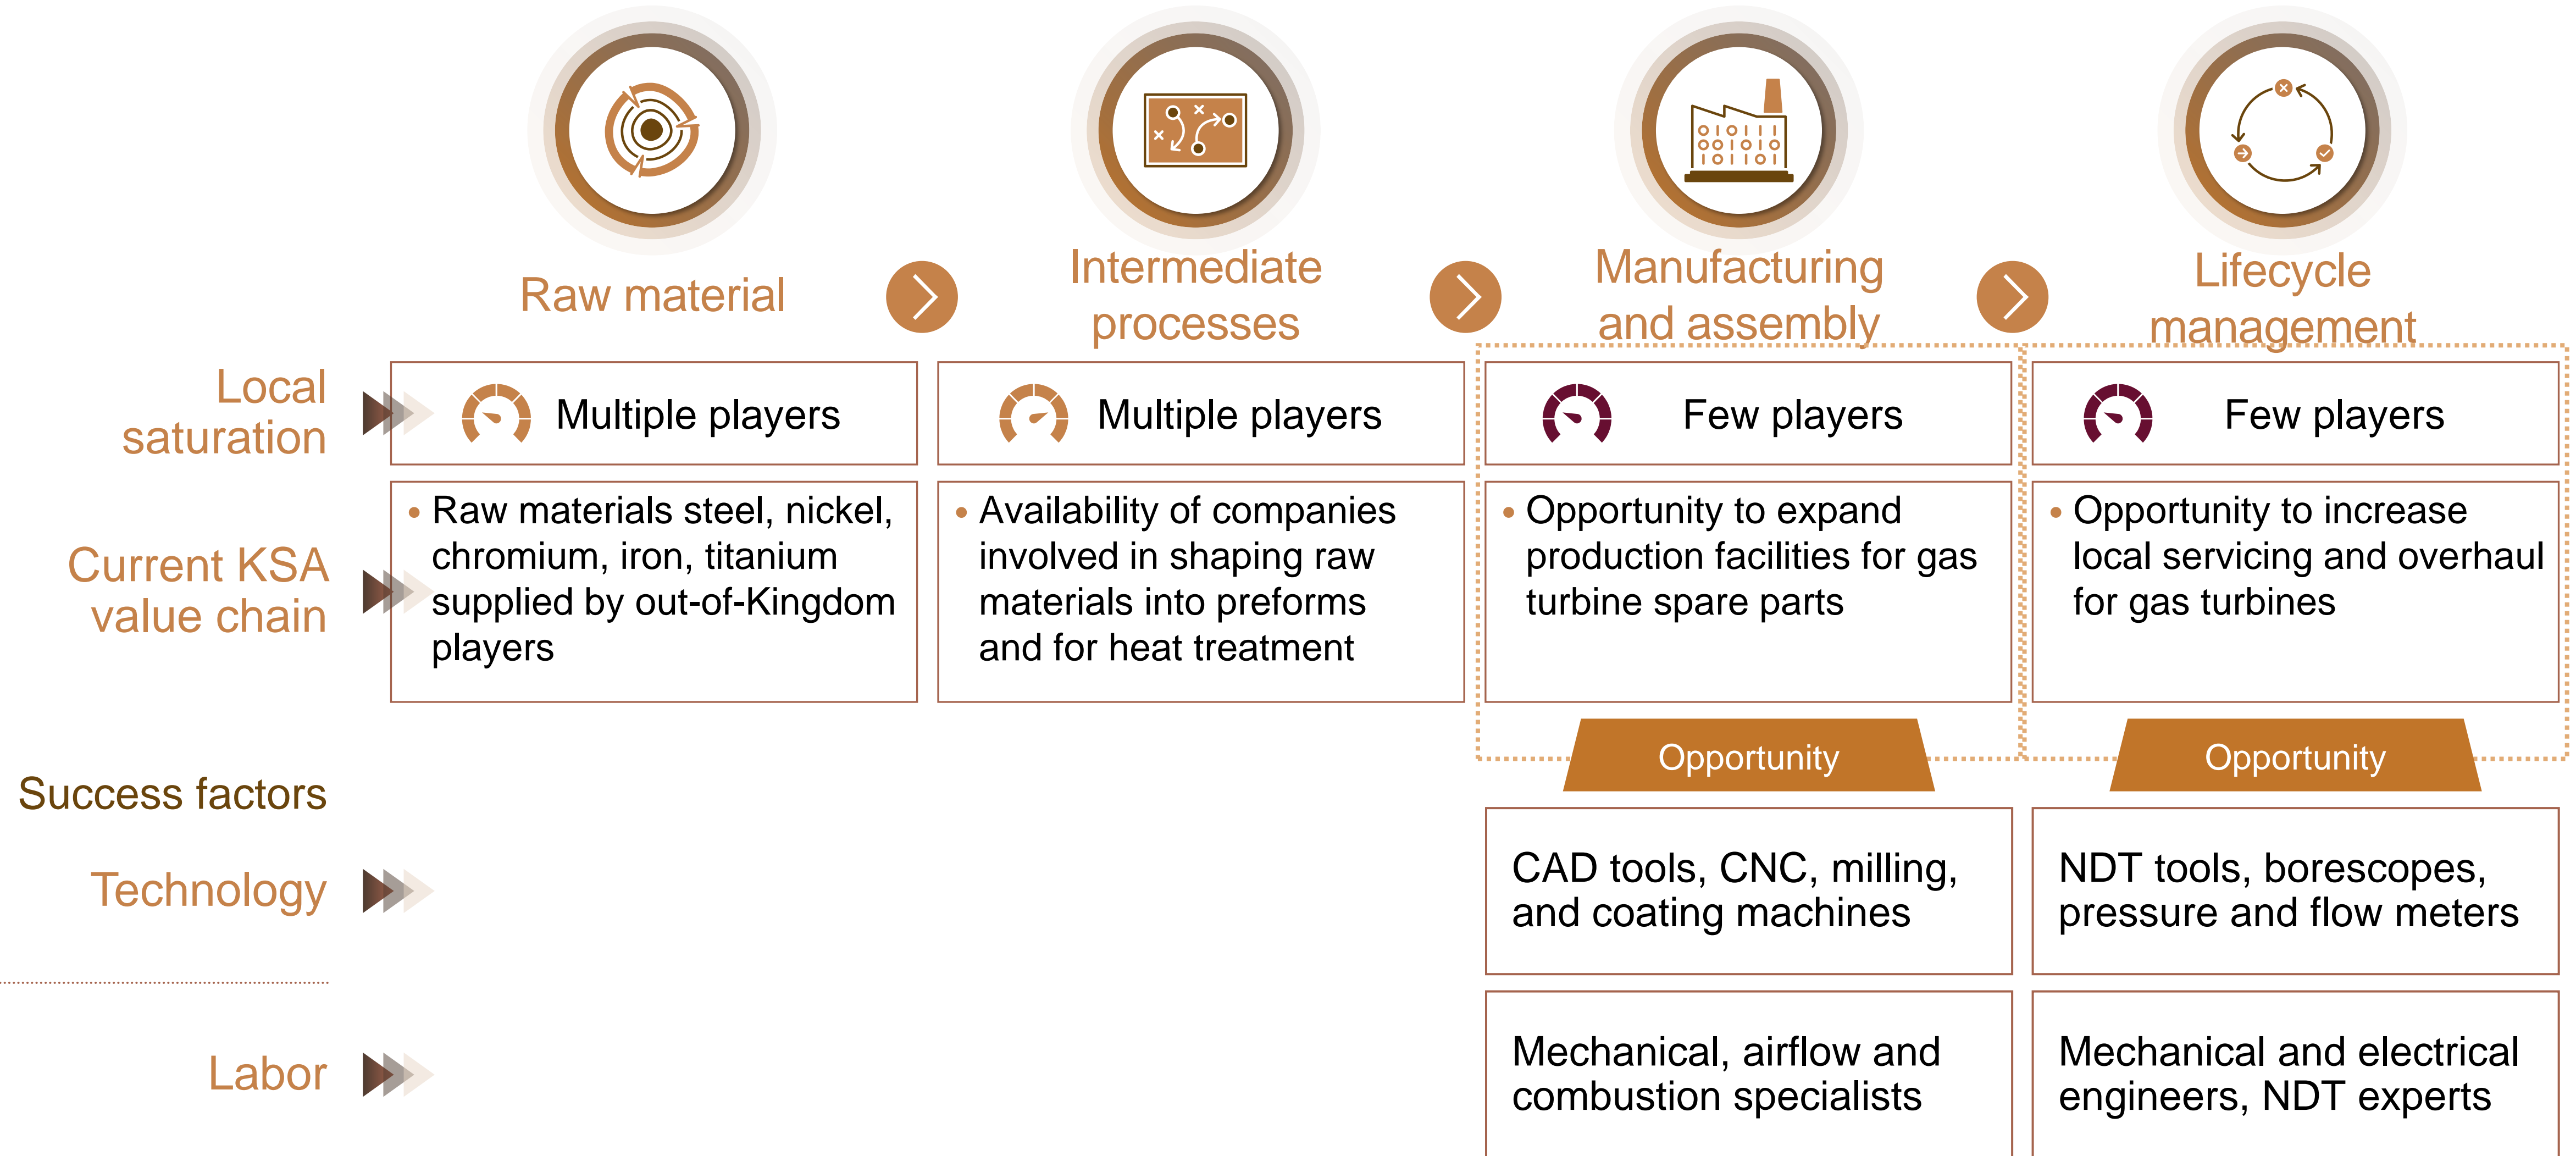 Raw material
Intermediate
processes
Manufacturing
and assembly
Lifecycle
management
Local
saturation
Multiple players
Multiple players
Few players
Few players
Current KSA
value chain
• Raw materials steel, nickel,
chromium, iron, titanium
supplied by out-of-Kingdom
players
• Availability of companies
involved in shaping raw
materials into preforms
and for heat treatment
• Opportunity to expand
production facilities for gas
turbine spare parts
• Opportunity to increase
local servicing and overhaul
for gas turbines
Opportunity
Opportunity
Success factors
Technology
CAD tools, CNC, milling,
and coating machines
NDT tools, borescopes,
pressure and flow meters
Labor
Mechanical, airflow and
combustion specialists
Mechanical and electrical
engineers, NDT experts